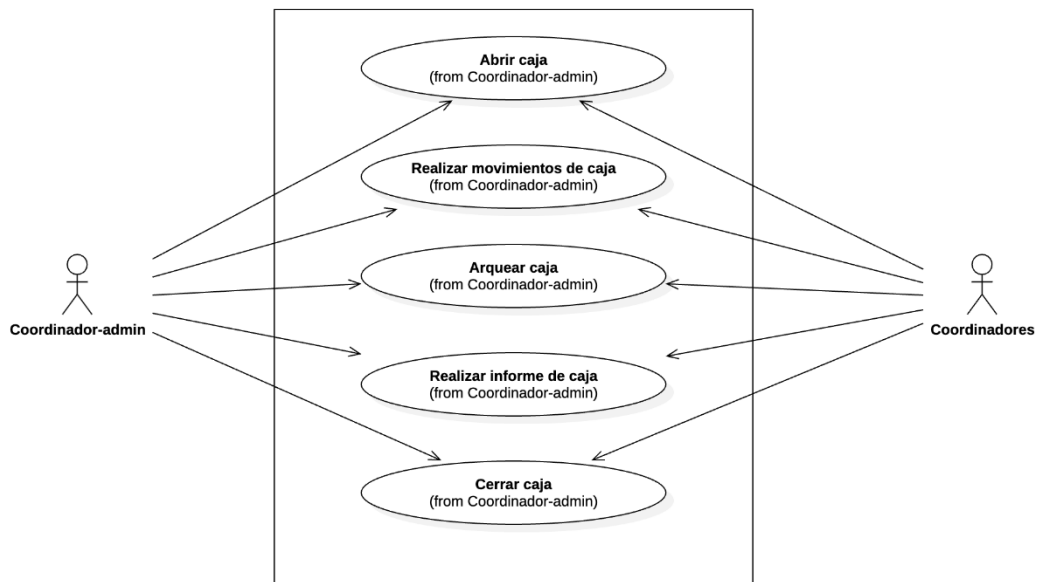 Abrir caja
(from Coordinador-admin)
Realizar movimientos de caja
(from Coordinador-admin)
Arquear caja
(from Coordinador-admin)
Coordinador-admin
Coordinadores
Realizar informe de caja
(from Coordinador-admin)
Cerrar caja
(from Coordinador-admin)